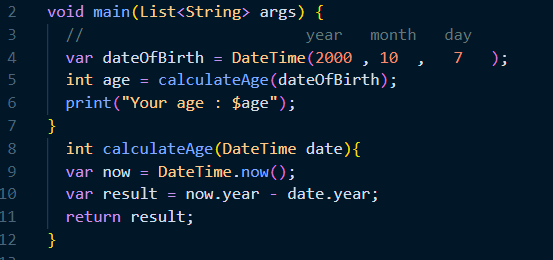 2 void main(List<String> args) {
3 // year month day
4 var dateOfBirth = DateTime(2000 , 10 , 7 );
5 int age = calculateAge(dateOfBirth);
6 print("Your age : $age");
7 }
8 int calculateAge(DateTime date){
9 var now = DateTime.now();
10 var result = now.year - date.year;
11 return result;
12 }